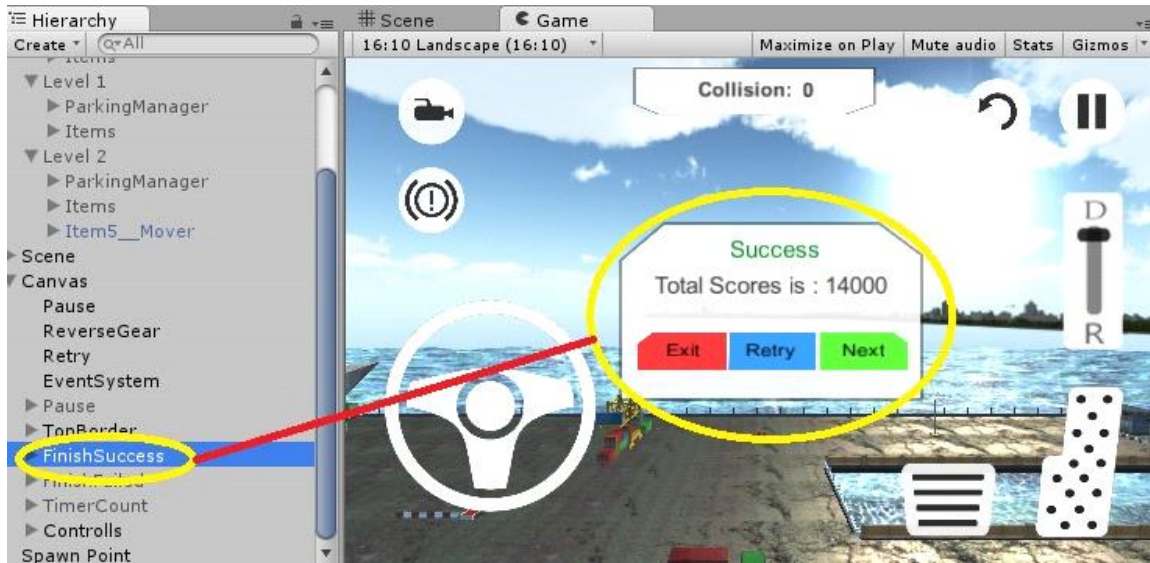 Hierarchy
Create
All
Items
Level 1
ParkingManager
Items
Level 2
ParkingManager
Items
Item5__Mover
Scene
Canvas
Pause
ReverseGear
Retry
EventSystem
Pause
TopBorder
FinishSuccess
FinishFailed
TimerCount
Controlls
Spawn Point
Scene
Game
16:10 Landscape (16:10)
Maximize on Play
Mute audio
Stats
Gizmos
Collision: 0
D
R
Success
Total Scores is : 14000
Exit
Retry
Next